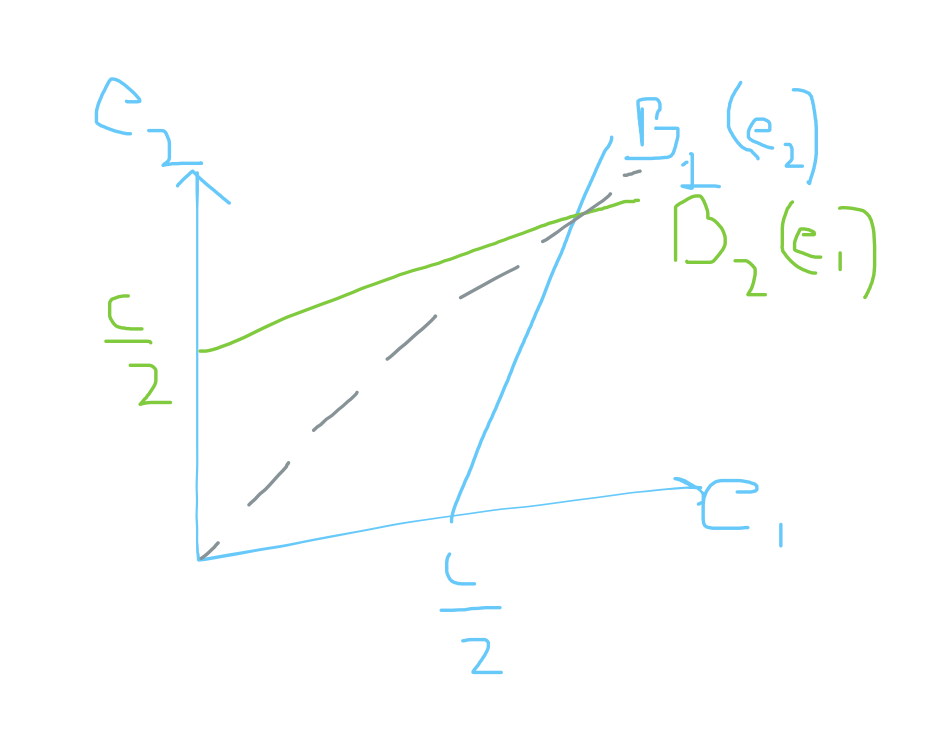 C₂
B₁(e₂)
B₂(e₁)
C/2
C₁
C/2